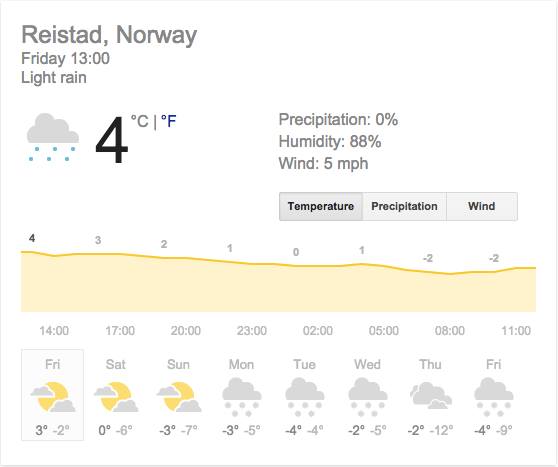 Reistad, Norway
Friday 13:00
Light rain
4 °C | °F
Precipitation: 0%
Humidity: 88%
Wind: 5 mph
Temperature Precipitation Wind
4 3 2 1 0 1 -2 -2
14:00 17:00 20:00 23:00 02:00 05:00 08:00 11:00
Fri Sat Sun Mon Tue Wed Thu Fri
3° -2° 0° -6° -3° -7° -3° -5° -4° -4° -2° -5° -2° -12° -4° -9°